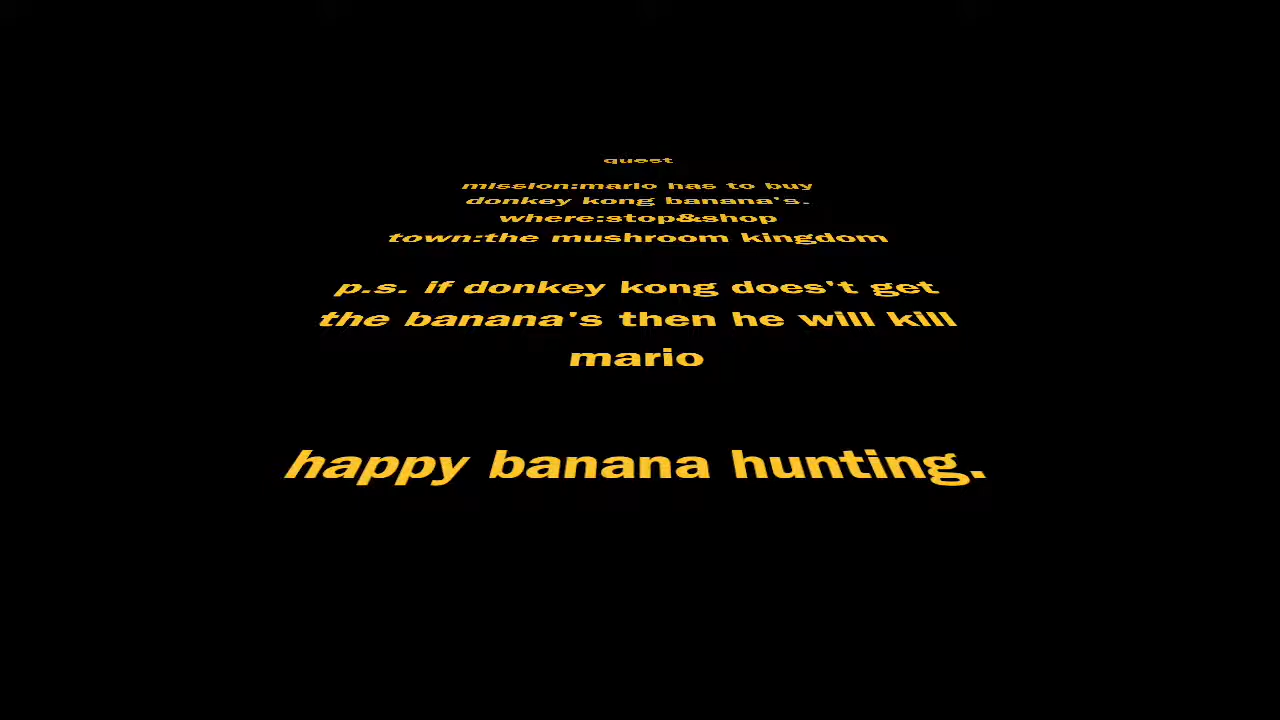 quest
mission:mario has to buy
donkey kong banana's.
where:stop&shop
town:the mushroom kingdom
p.s. if donkey kong does't get
the banana's then he will kill
mario
happy banana hunting.